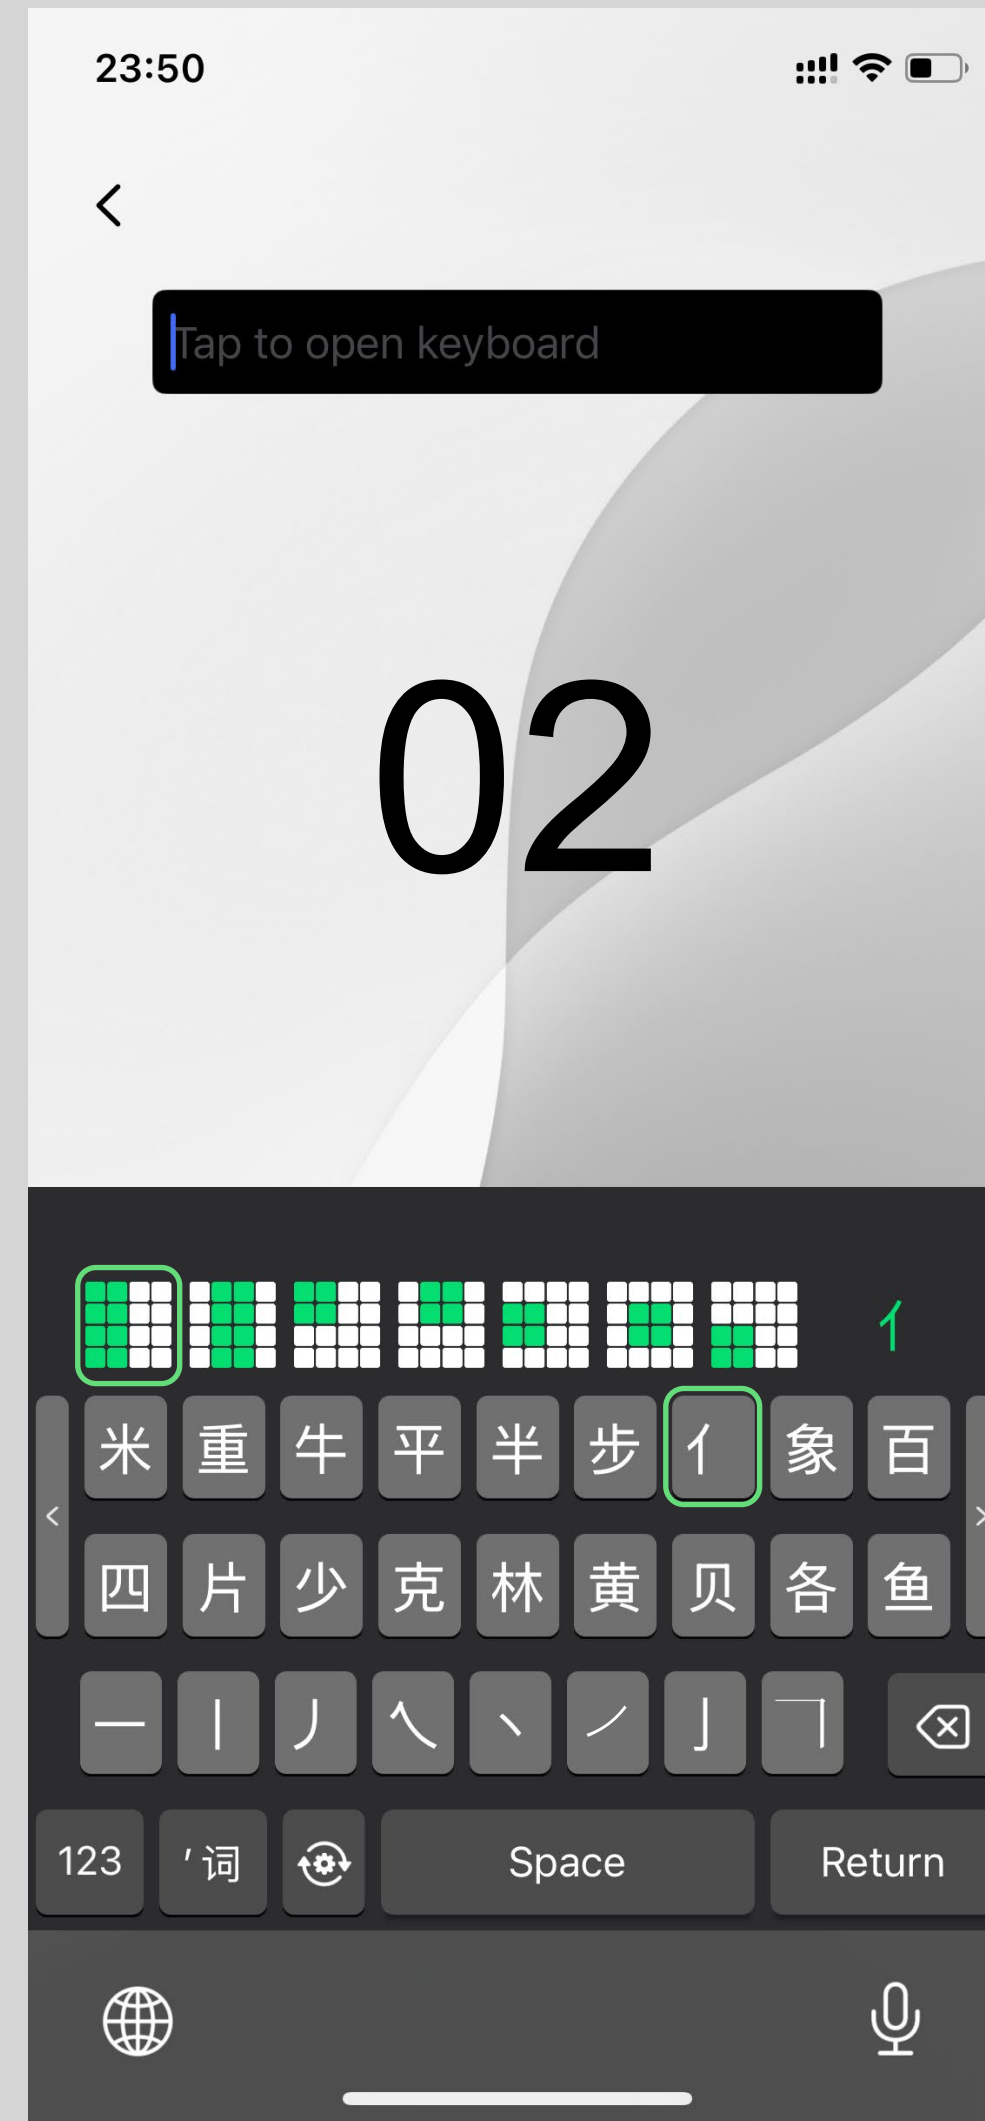 23:50
Tap to open keyboard
02
亻
米 重 牛 平 半 步 亻 象 百
四 片 少 克 林 黄 贝 各 鱼
一 丨 丿 ㇏ 丶 ㇒ 亅 ㇕
123 ′词 Space Return